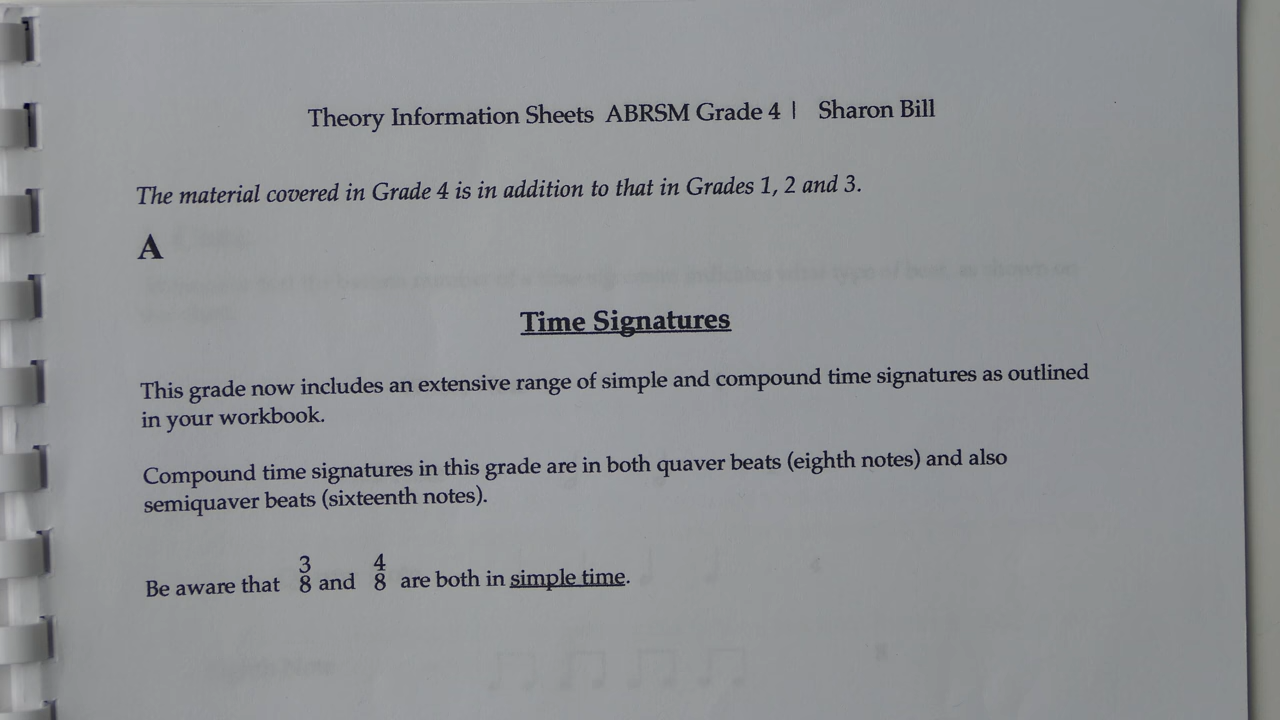 Theory Information Sheets ABRSM Grade 4 | Sharon Bill
The material covered in Grade 4 is in addition to that in Grades 1, 2 and 3.
A
Time Signatures
This grade now includes an extensive range of simple and compound time signatures as outlined
in your workbook.
Compound time signatures in this grade are in both quaver beats (eighth notes) and also
semiquaver beats (sixteenth notes).
Be aware that 3/8 and 4/8 are both in simple time.